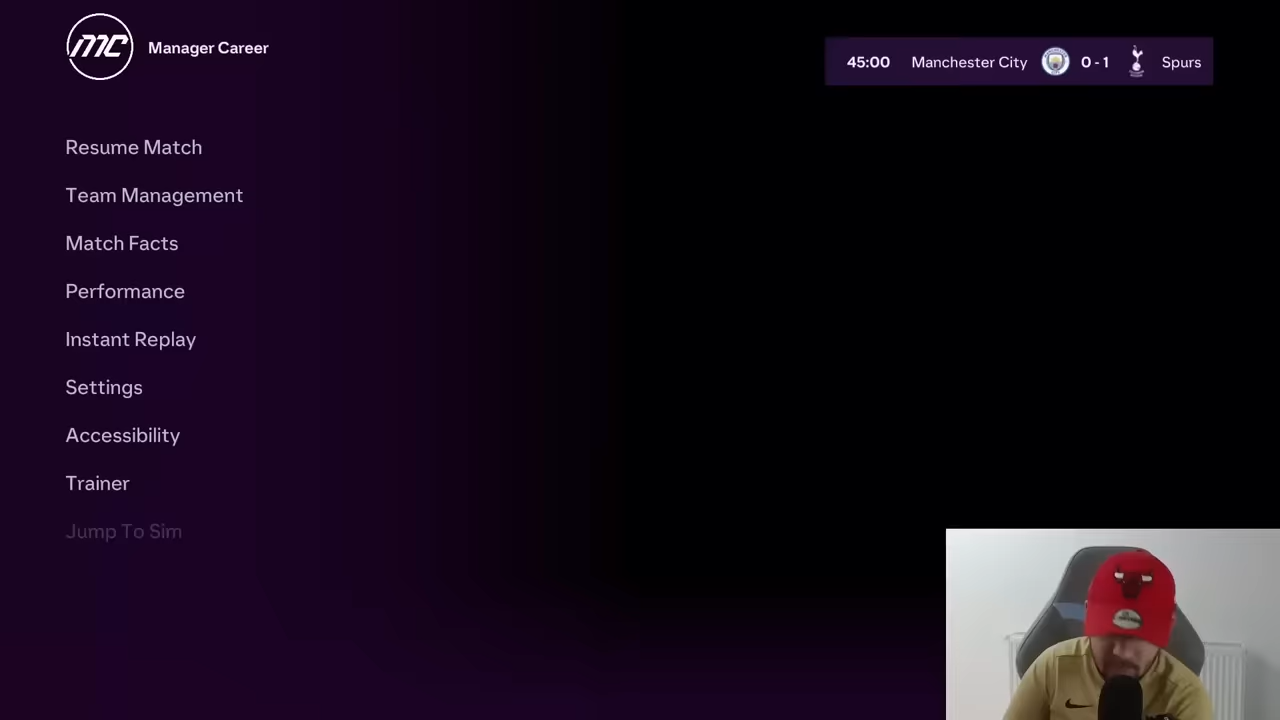 MC Manager Career
45:00 Manchester City 0 - 1 Spurs
Resume Match
Team Management
Match Facts
Performance
Instant Replay
Settings
Accessibility
Trainer
Jump To Sim